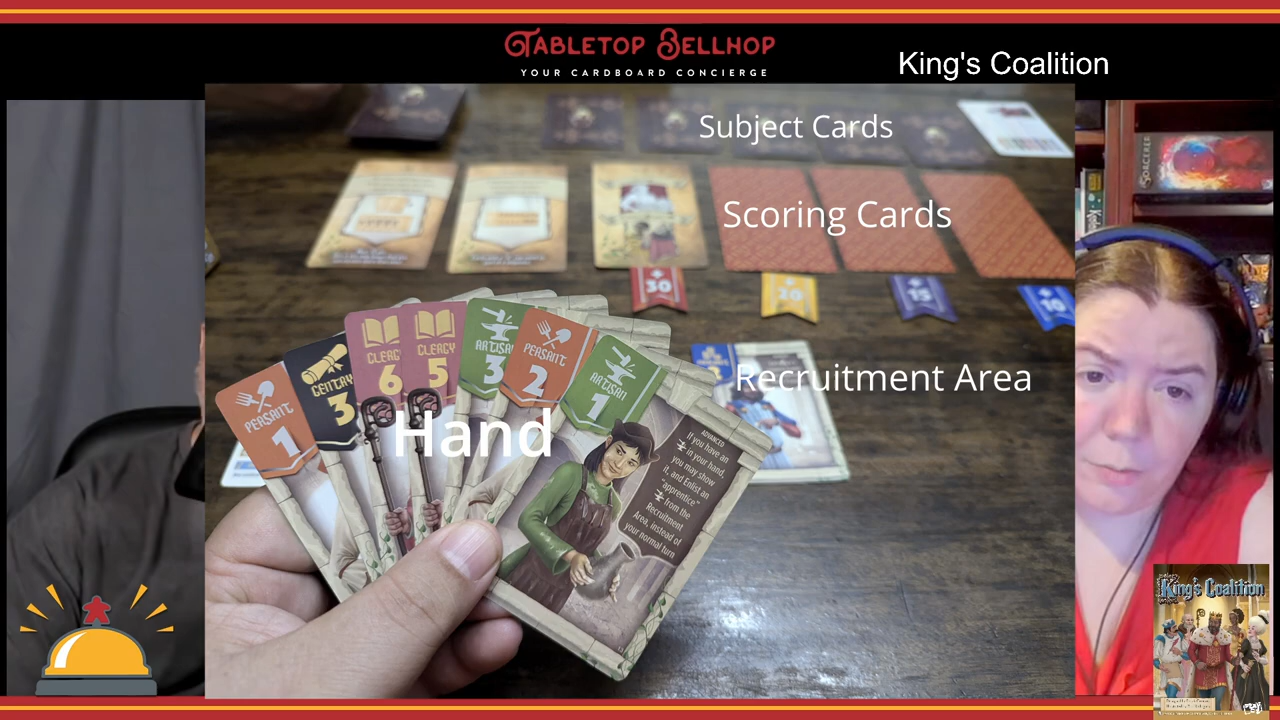 TABLETOP BELLHOP
YOUR CARDBOARD CONCIERGE
King's Coalition
Subject Cards
Scoring Cards
SORCERER
30
20
15
10
Recruitment Area
PEASANT
1
GENTRY
3
CLERGY
6
CLERGY
5
ARTISAN
3
PEASANT
2
ARTISAN
1
Hand
ADVANCED
If you have an
in your hand,
you may show
it, and Enlist an
"apprentice"
from the
Recruitment
Area, instead of
your normal turn
King's Coalition